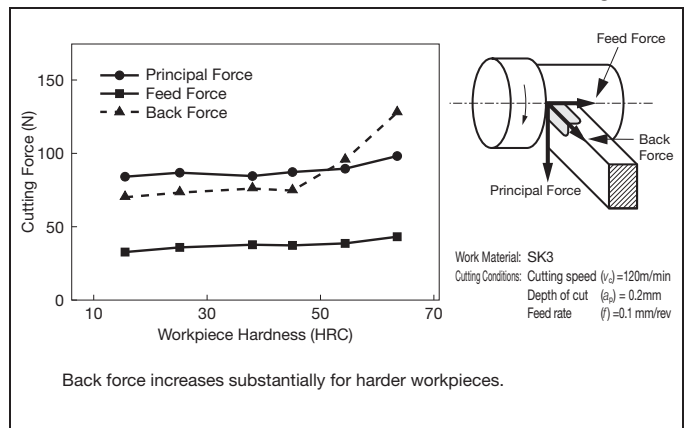 Cutting Force (N)
150
100
50
0
10
30
50
70
Workpiece Hardness (HRC)
Principal Force
Feed Force
Back Force
Feed Force
Back
Force
Principal Force
Work Material: SK3
Cutting Conditions: Cutting speed (vc) =120m/min
Depth of cut (ap) = 0.2mm
Feed rate (f) =0.1 mm/rev
Back force increases substantially for harder workpieces.